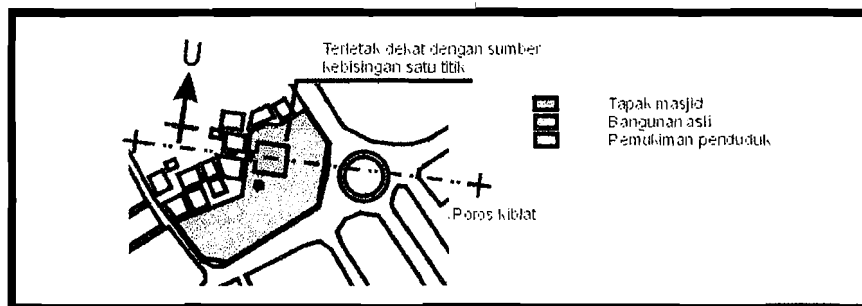 U
Terletak dekat dengan sumber
kebisingan satu titik
Tapak masjid
Bangunan asli
Pemukiman penduduk
Poros kiblat